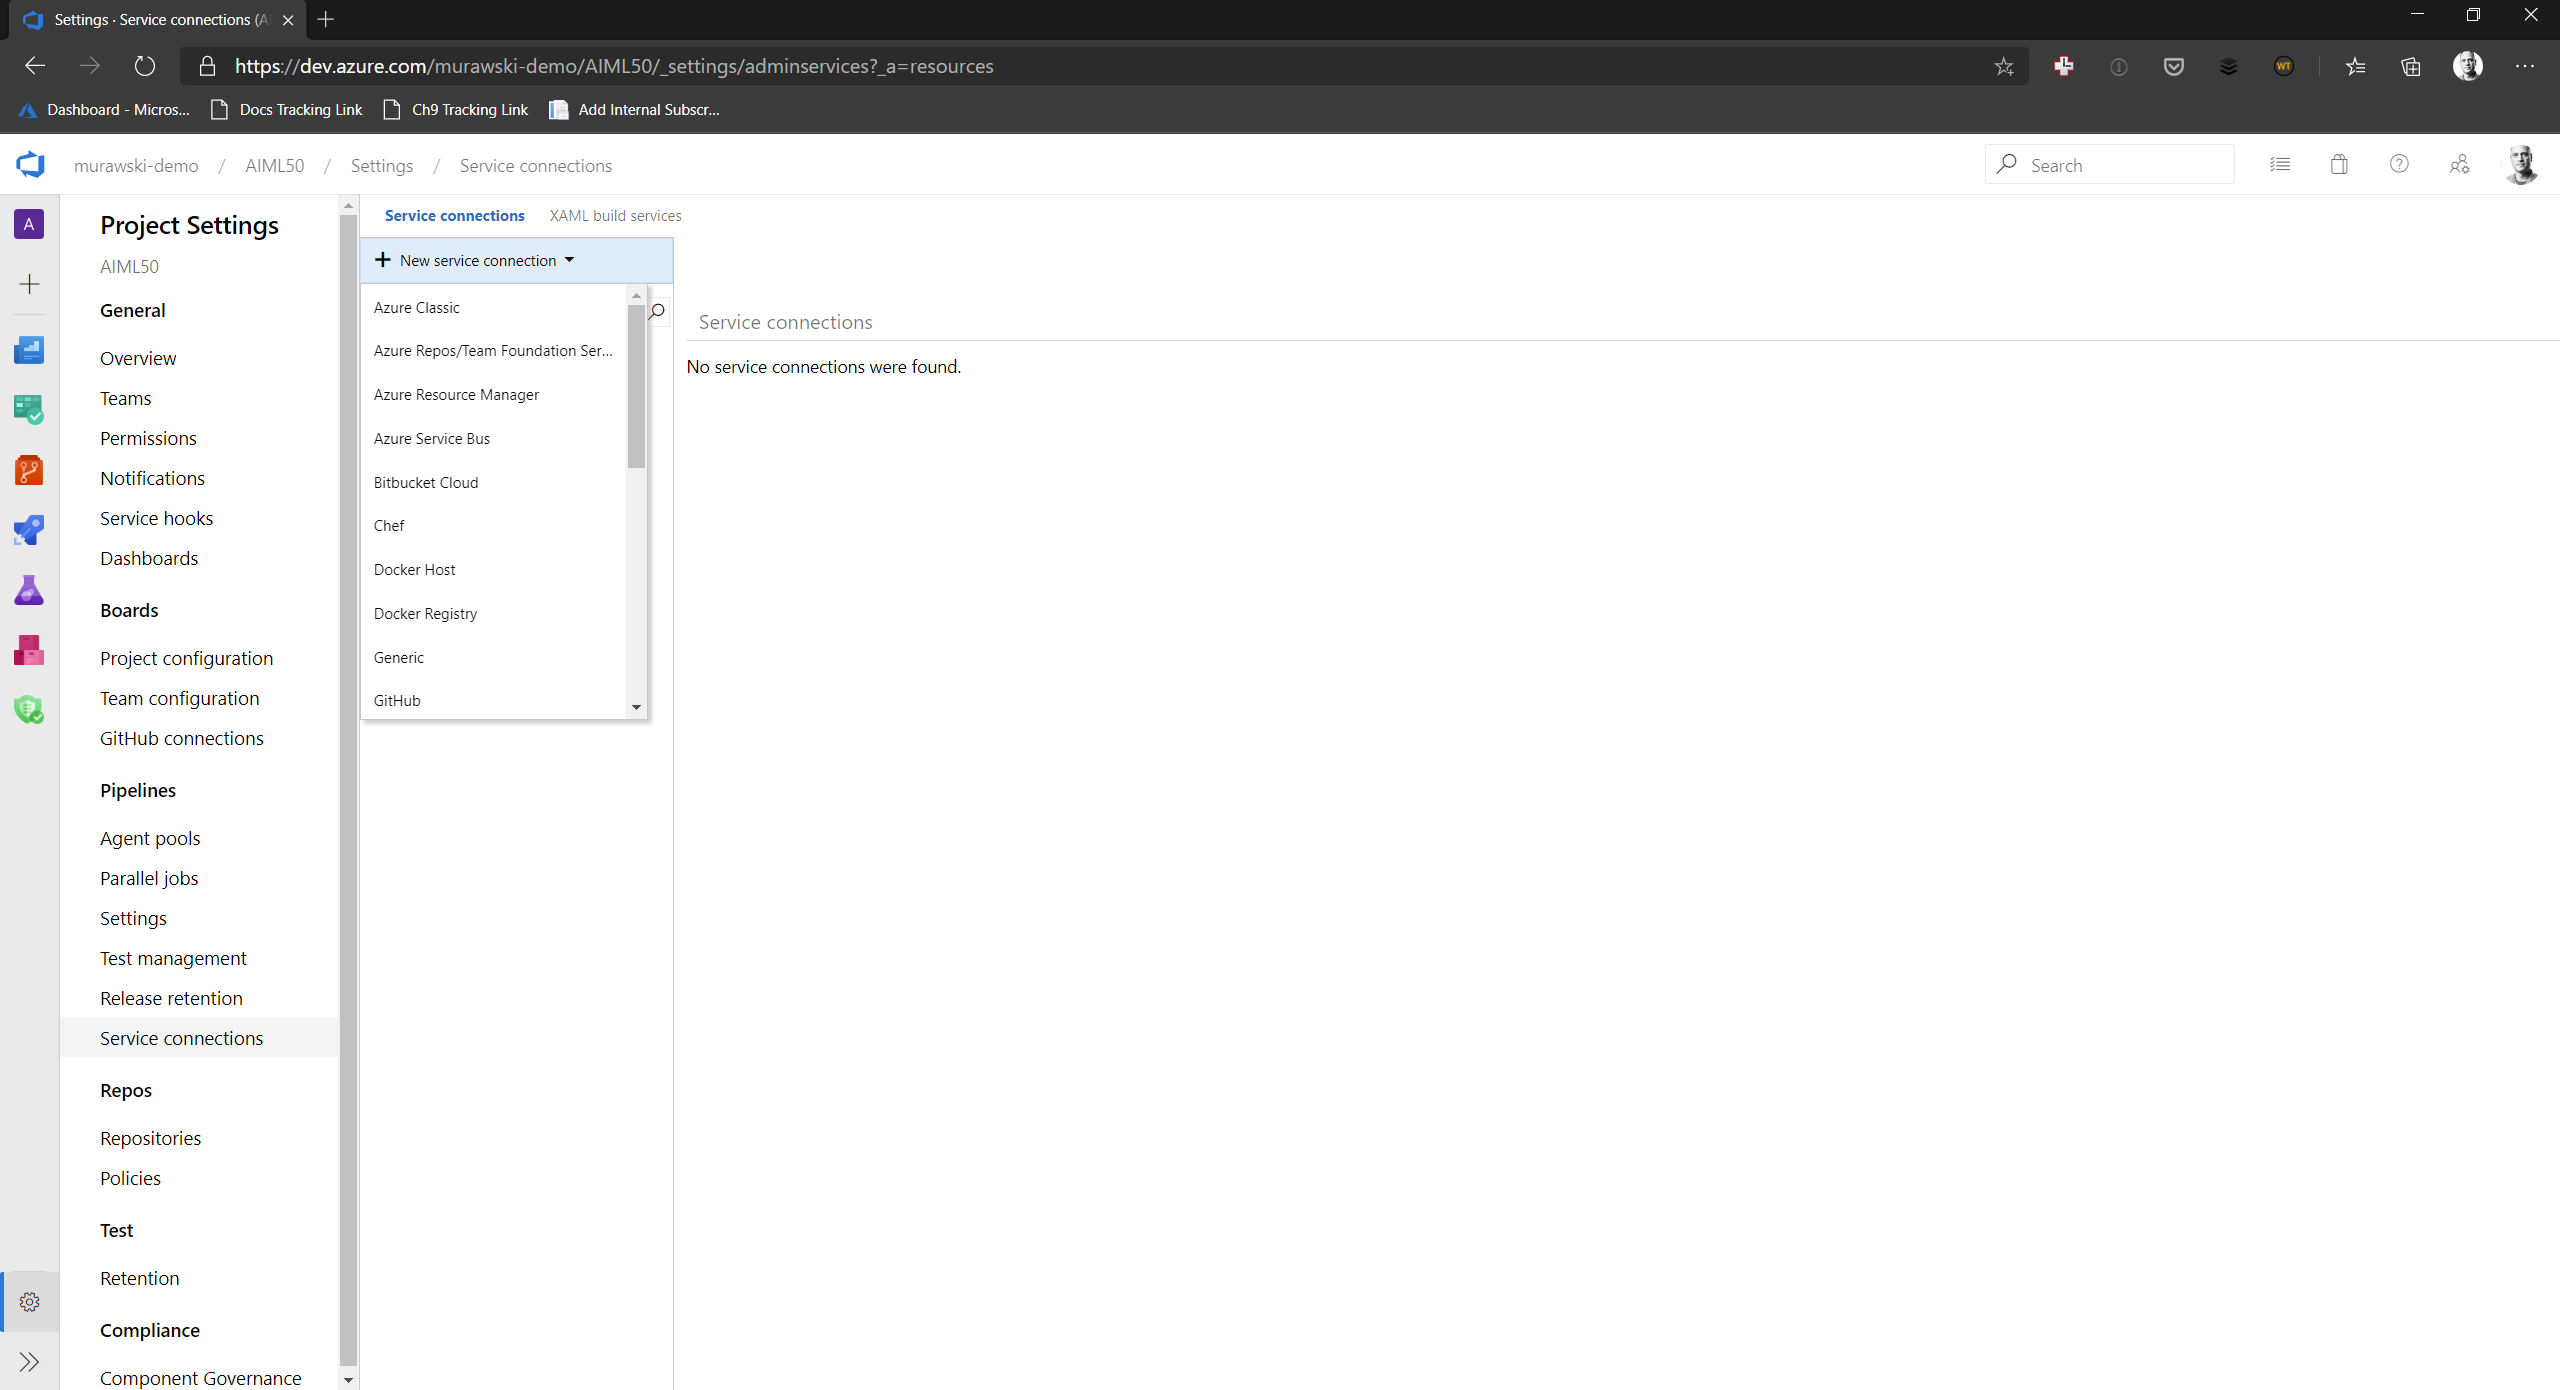 Settings · Service connections (A
https://dev.azure.com/murawski-demo/AIML50/_settings/adminservices?_a=resources
WT
Dashboard - Micros...
Docs Tracking Link
Ch9 Tracking Link
Add Internal Subscr...
murawski-demo / AIML50 / Settings / Service connections
Search
A
Project Settings
AIML50
General
Overview
Teams
Permissions
Notifications
Service hooks
Dashboards
Boards
Project configuration
Team configuration
GitHub connections
Pipelines
Agent pools
Parallel jobs
Settings
Test management
Release retention
Service connections
Repos
Repositories
Policies
Test
Retention
Compliance
Component Governance
Service connections
XAML build services
New service connection
Azure Classic
Azure Repos/Team Foundation Ser...
Azure Resource Manager
Azure Service Bus
Bitbucket Cloud
Chef
Docker Host
Docker Registry
Generic
GitHub
Service connections
No service connections were found.